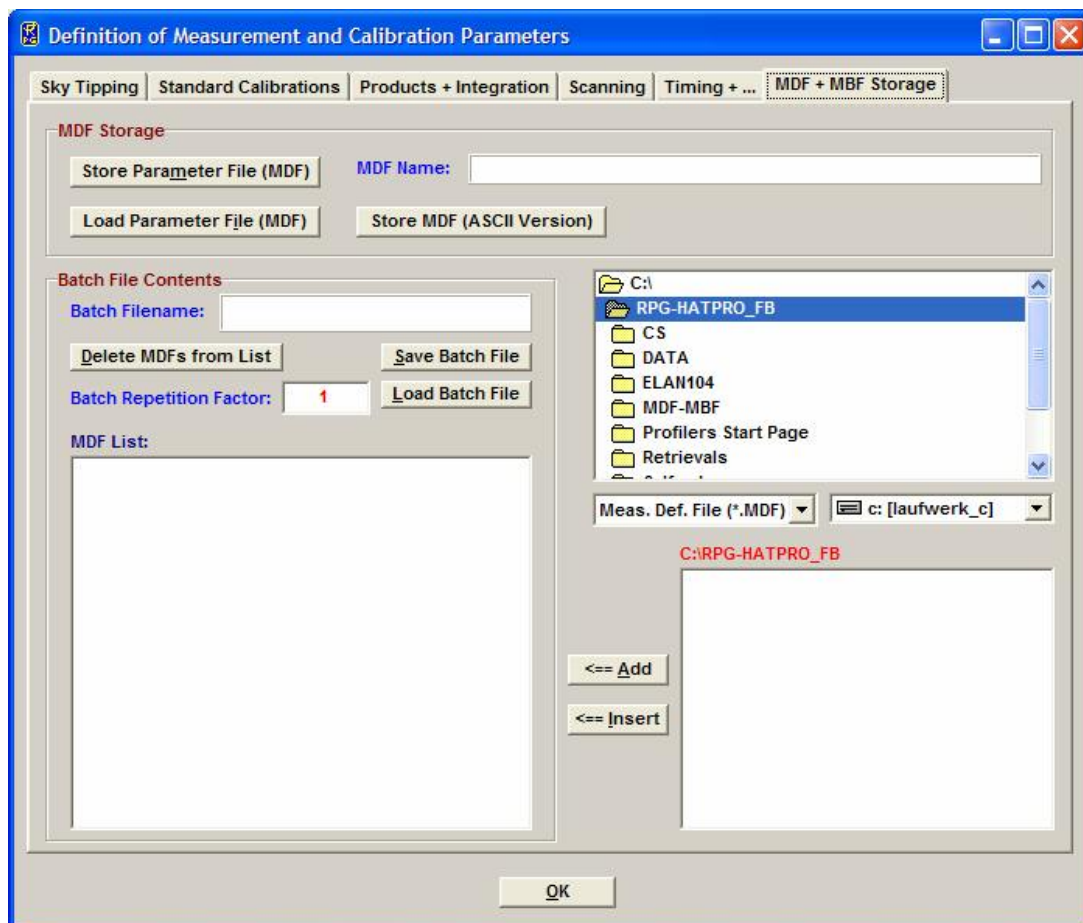 Definition of Measurement and Calibration Parameters
Sky Tipping
Standard Calibrations
Products + Integration
Scanning
Timing + ...
MDF + MBF Storage
MDF Storage
Store Parameter File (MDF)
MDF Name:
Load Parameter File (MDF)
Store MDF (ASCII Version)
Batch File Contents
Batch Filename:
Delete MDFs from List
Save Batch File
Batch Repetition Factor:
1
Load Batch File
MDF List:
C:\
RPG-HATPRO_FB
CS
DATA
ELAN104
MDF-MBF
Profilers Start Page
Retrievals
Meas. Def. File (*.MDF)
c: [laufwerk_c]
C:\RPG-HATPRO_FB
<== Add
<== Insert
OK